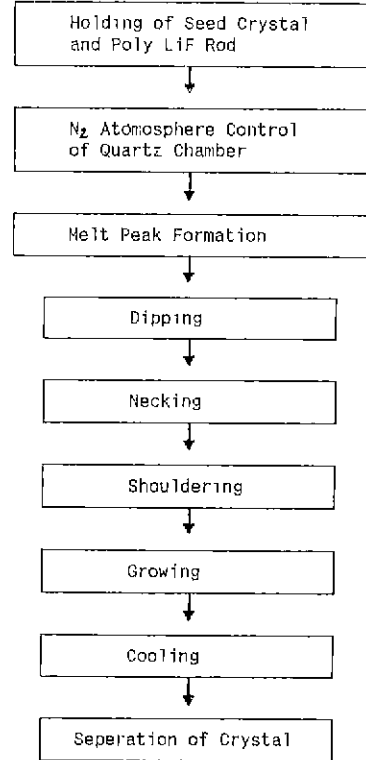 Holding of Seed Crystal
and Poly LiF Rod
N2 Atomosphere Control
of Quartz Chamber
Melt Peak Formation
Dipping
Necking
Shouldering
Growing
Cooling
Seperation of Crystal